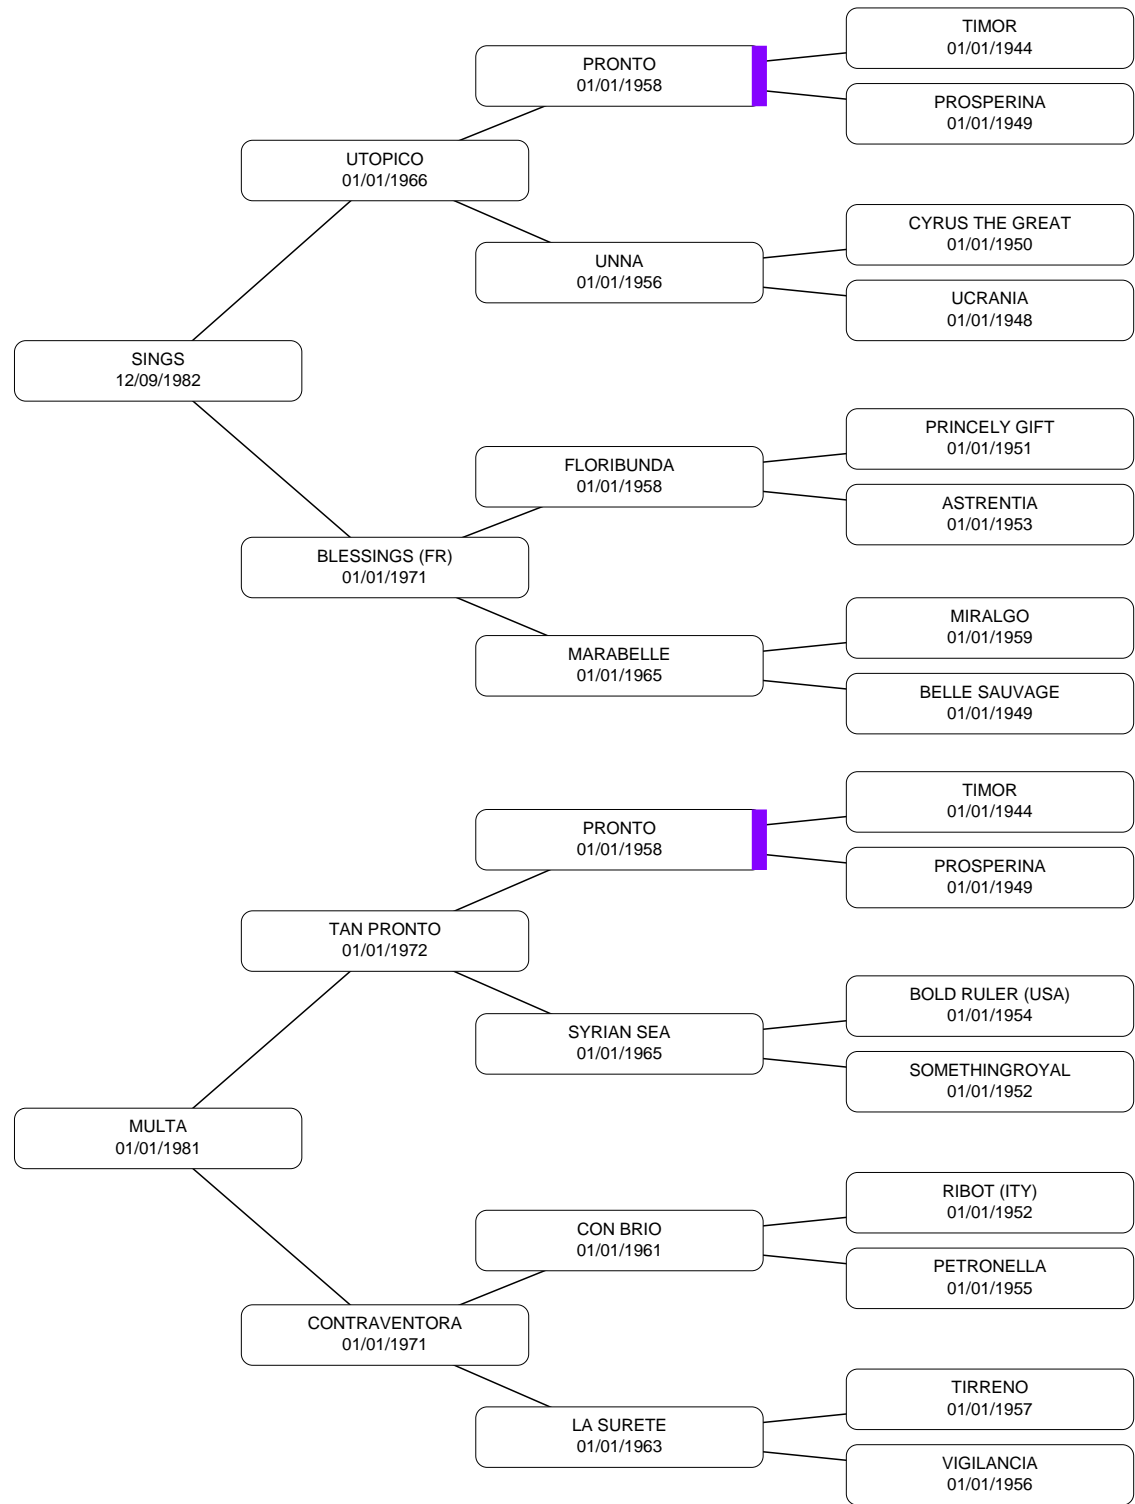 TIMOR
01/01/1944
PRONTO
01/01/1958
PROSPERINA
01/01/1949
UTOPICO
01/01/1966
CYRUS THE GREAT
01/01/1950
UNNA
01/01/1956
UCRANIA
01/01/1948
SINGS
12/09/1982
PRINCELY GIFT
01/01/1951
FLORIBUNDA
01/01/1958
ASTRENTIA
01/01/1953
BLESSINGS (FR)
01/01/1971
MIRALGO
01/01/1959
MARABELLE
01/01/1965
BELLE SAUVAGE
01/01/1949
TIMOR
01/01/1944
PRONTO
01/01/1958
PROSPERINA
01/01/1949
TAN PRONTO
01/01/1972
BOLD RULER (USA)
01/01/1954
SYRIAN SEA
01/01/1965
SOMETHINGROYAL
01/01/1952
MULTA
01/01/1981
RIBOT (ITY)
01/01/1952
CON BRIO
01/01/1961
PETRONELLA
01/01/1955
CONTRAVENTORA
01/01/1971
TIRRENO
01/01/1957
LA SURETE
01/01/1963
VIGILANCIA
01/01/1956